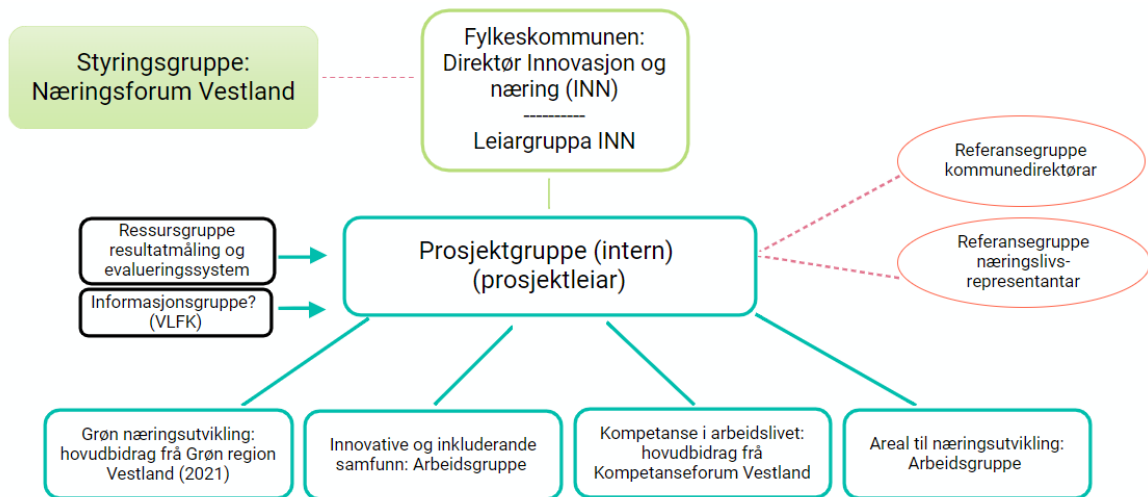 Styringsgruppe:
Næringsforum Vestland
Fylkeskommunen:
Direktør Innovasjon og
næring (INN)
----------
Leiargruppa INN
Referansegruppe
kommunedirektørar
Referansegruppe
næringslivs-
representantar
Ressursgruppe
resultatmåling og
evalueringssystem
Informasjonsgruppe?
(VLFK)
Prosjektgruppe (intern)
(prosjektleiar)
Grøn næringsutvikling:
hovudbidrag frå Grøn region
Vestland (2021)
Innovative og inkluderande
samfunn: Arbeidsgruppe
Kompetanse i arbeidslivet:
hovudbidrag frå
Kompetanseforum Vestland
Areal til næringsutvikling:
Arbeidsgruppe